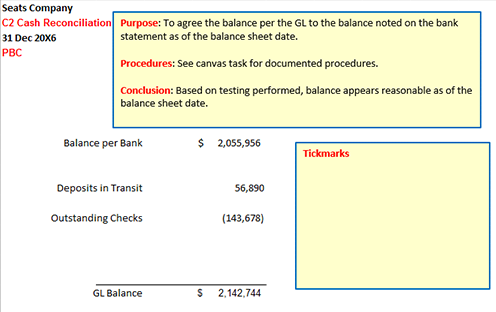 Seats Company
C2 Cash Reconciliation
31 Dec 20X6
PBC
Purpose: To agree the balance per the GL to the balance noted on the bank
statement as of the balance sheet date.
Procedures: See canvas task for documented procedures.
Conclusion: Based on testing performed, balance appears reasonable as of the
balance sheet date.
Balance per Bank $ 2,055,956
Tickmarks
Deposits in Transit 56,890
Outstanding Checks (143,678)
GL Balance $ 2,142,744